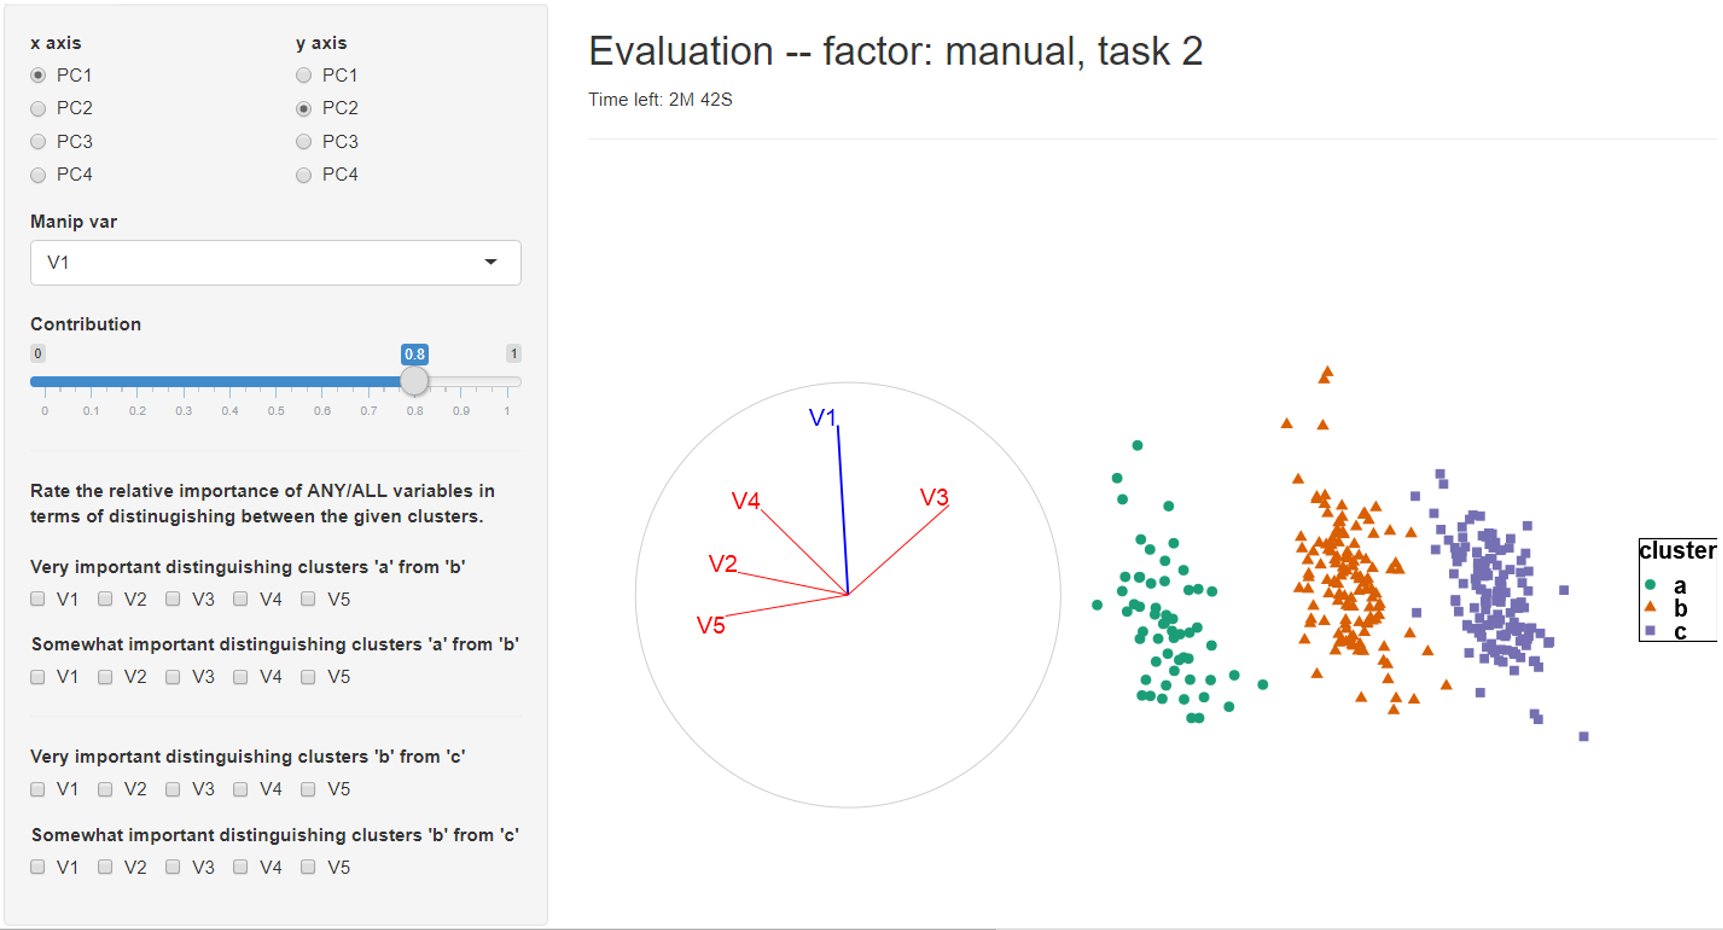 x axis
y axis
PC1
PC1
PC2
PC2
PC3
PC3
PC4
PC4
Manip var
V1
Contribution
0
0.8
1
0 0.1 0.2 0.3 0.4 0.5 0.6 0.7 0.8 0.9 1
Rate the relative importance of ANY/ALL variables in
terms of distinugishing between the given clusters.
Very important distinguishing clusters 'a' from 'b'
V1 V2 V3 V4 V5
Somewhat important distinguishing clusters 'a' from 'b'
V1 V2 V3 V4 V5
Very important distinguishing clusters 'b' from 'c'
V1 V2 V3 V4 V5
Somewhat important distinguishing clusters 'b' from 'c'
V1 V2 V3 V4 V5
Evaluation -- factor: manual, task 2
Time left: 2M 42S
V1
V4
V3
V2
V5
cluster
a
b
c